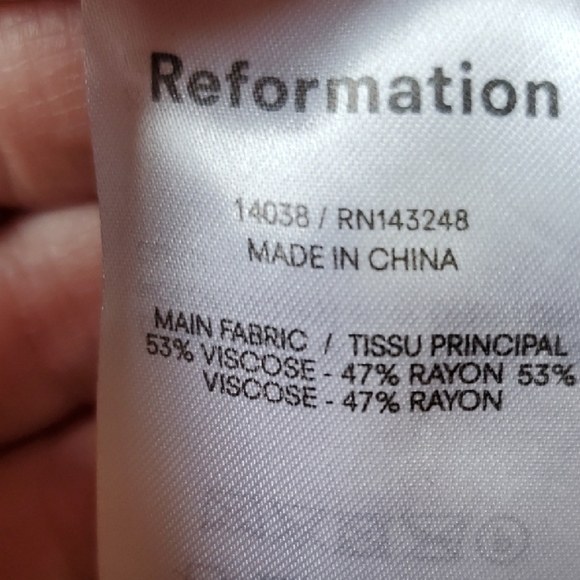 Reformation
14038 / RN143248
MADE IN CHINA
MAIN FABRIC / TISSU PRINCIPAL
53% VISCOSE - 47% RAYON 53%
VISCOSE - 47% RAYON